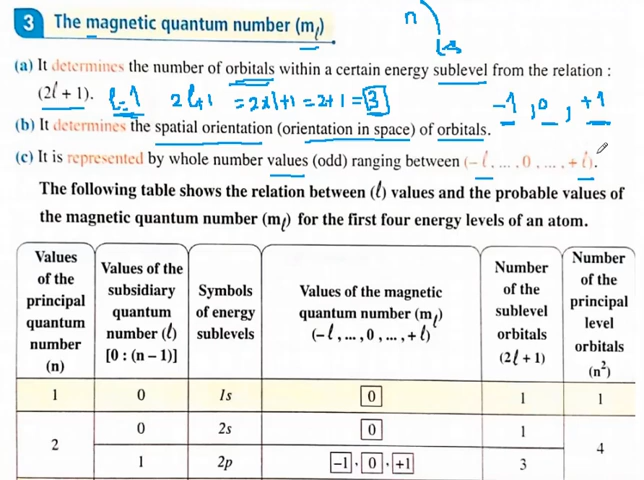 3 The magnetic quantum number (mℓ)
n
ls
(a) It determines the number of orbitals within a certain energy sublevel from the relation :
(2ℓ + 1). ℓ=1 2ℓ+1 = 2x1+1 = 2+1 = 3 -1 , 0 , +1
(b) It determines the spatial orientation (orientation in space) of orbitals.
(c) It is represented by whole number values (odd) ranging between (– ℓ, ... , 0 , ... , + ℓ).
The following table shows the relation between (ℓ) values and the probable values of
the magnetic quantum number (mℓ) for the first four energy levels of an atom.
Values of the principal quantum number (n)
Values of the subsidiary quantum number (ℓ) [0 : (n – 1)]
Symbols of energy sublevels
Values of the magnetic quantum number (mℓ) (– ℓ , ... , 0 , ... , + ℓ)
Number of the sublevel orbitals (2ℓ + 1)
Number of the principal level orbitals (n²)
1 0 1s 0 1 1
2 0 2s 0 1 4
1 2p –1 , 0 , +1 3